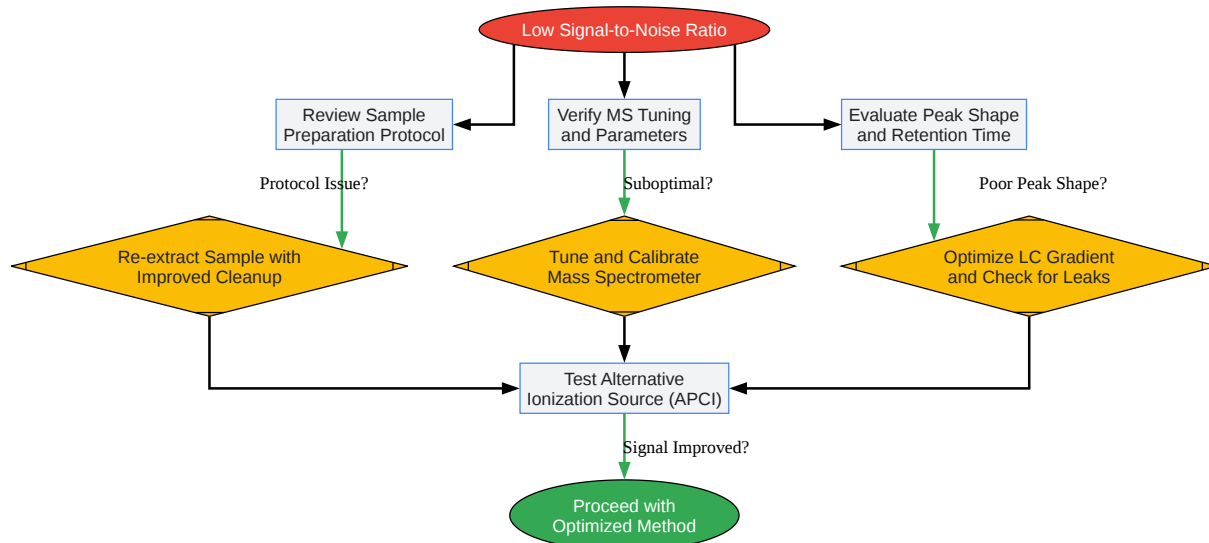 Low Signal-to-Noise Ratio
Review Sample
Preparation Protocol
Verify MS Tuning
and Parameters
Evaluate Peak Shape
and Retention Time
Protocol Issue?
Suboptimal?
Poor Peak Shape?
Re-extract Sample with
Improved Cleanup
Tune and Calibrate
Mass Spectrometer
Optimize LC Gradient
and Check for Leaks
Test Alternative
Ionization Source (APCI)
Signal Improved?
Proceed with
Optimized Method